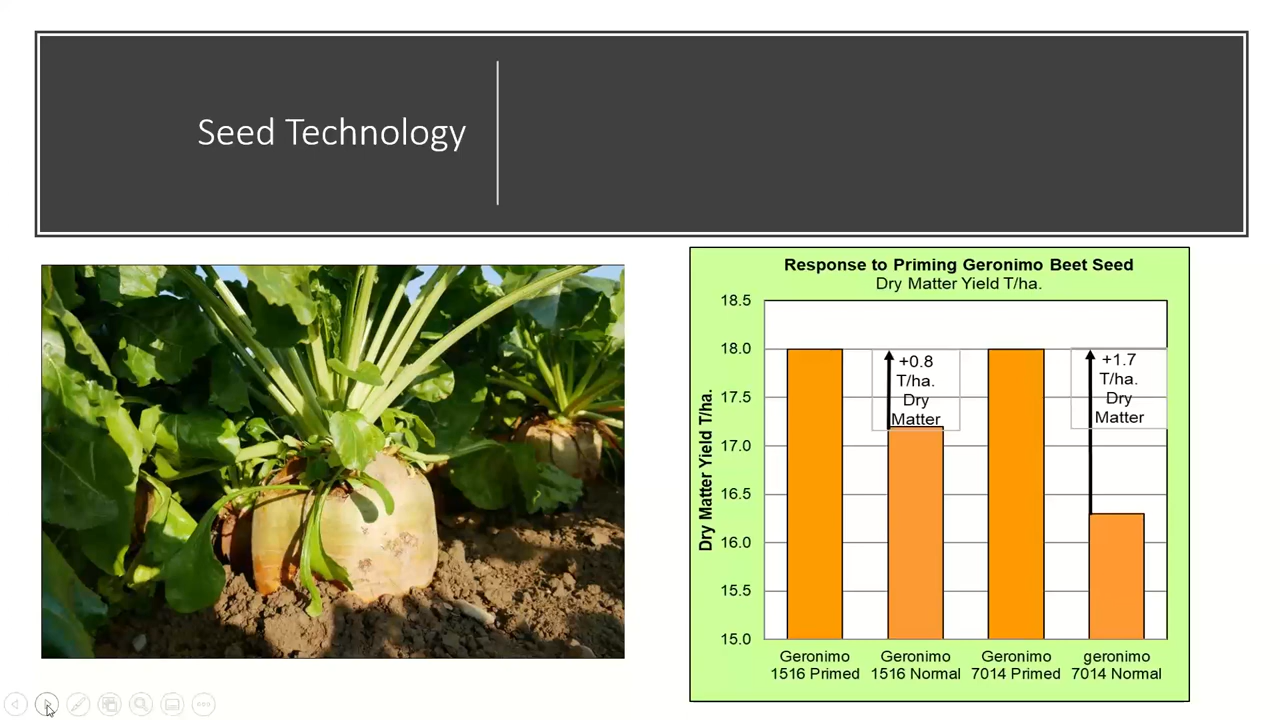 Seed Technology
Response to Priming Geronimo Beet Seed
Dry Matter Yield T/ha.
Dry Matter Yield T/ha.
18.5
18.0
17.5
17.0
16.5
16.0
15.5
15.0
+0.8
T/ha.
Dry
Matter
+1.7
T/ha.
Dry
Matter
Geronimo
1516 Primed
Geronimo
1516 Normal
Geronimo
7014 Primed
geronimo
7014 Normal